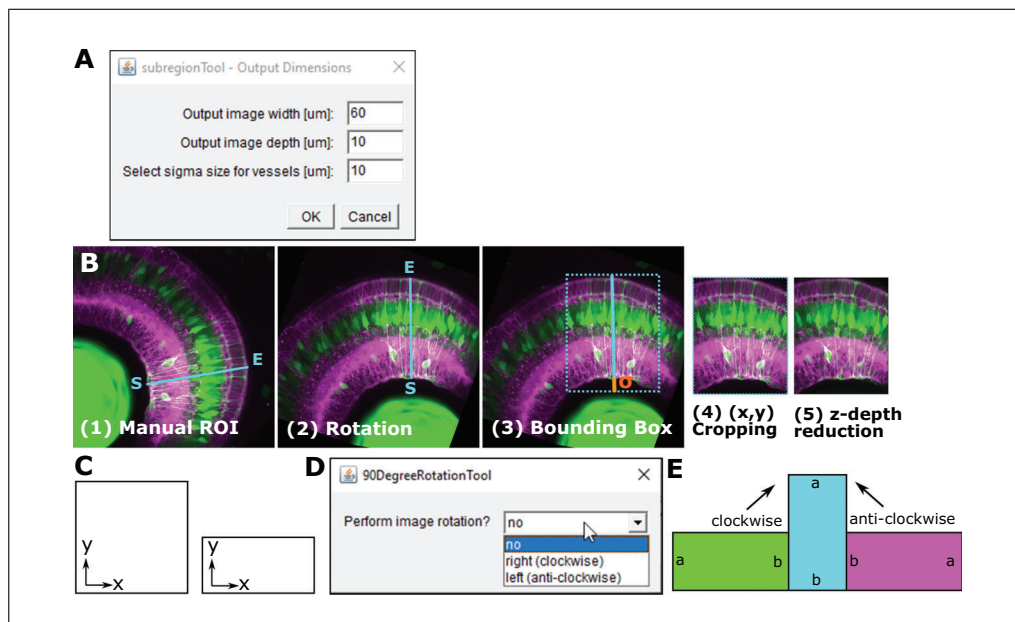 A
subregionTool - Output Dimensions
Output image width [um]: 60
Output image depth [um]: 10
Select sigma size for vessels [um]: 10
OK Cancel
B
S E
(1) Manual ROI
E
S
(2) Rotation
σ
(3) Bounding Box
(4) (x,y)
Cropping
(5) z-depth
reduction
C
y
x
y
x
D
90DegreeRotationTool
Perform image rotation? no
no
right (clockwise)
left (anti-clockwise)
E
a
clockwise anti-clockwise
a b b a
b